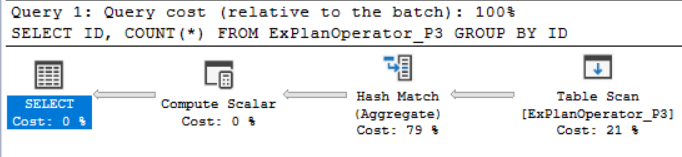 Query 1: Query cost (relative to the batch): 100%
SELECT ID, COUNT(*) FROM ExPlanOperator_P3 GROUP BY ID
SELECT
Cost: 0 %
Compute Scalar
Cost: 0 %
Hash Match
(Aggregate)
Cost: 79 %
Table Scan
[ExPlanOperator_P3]
Cost: 21 %